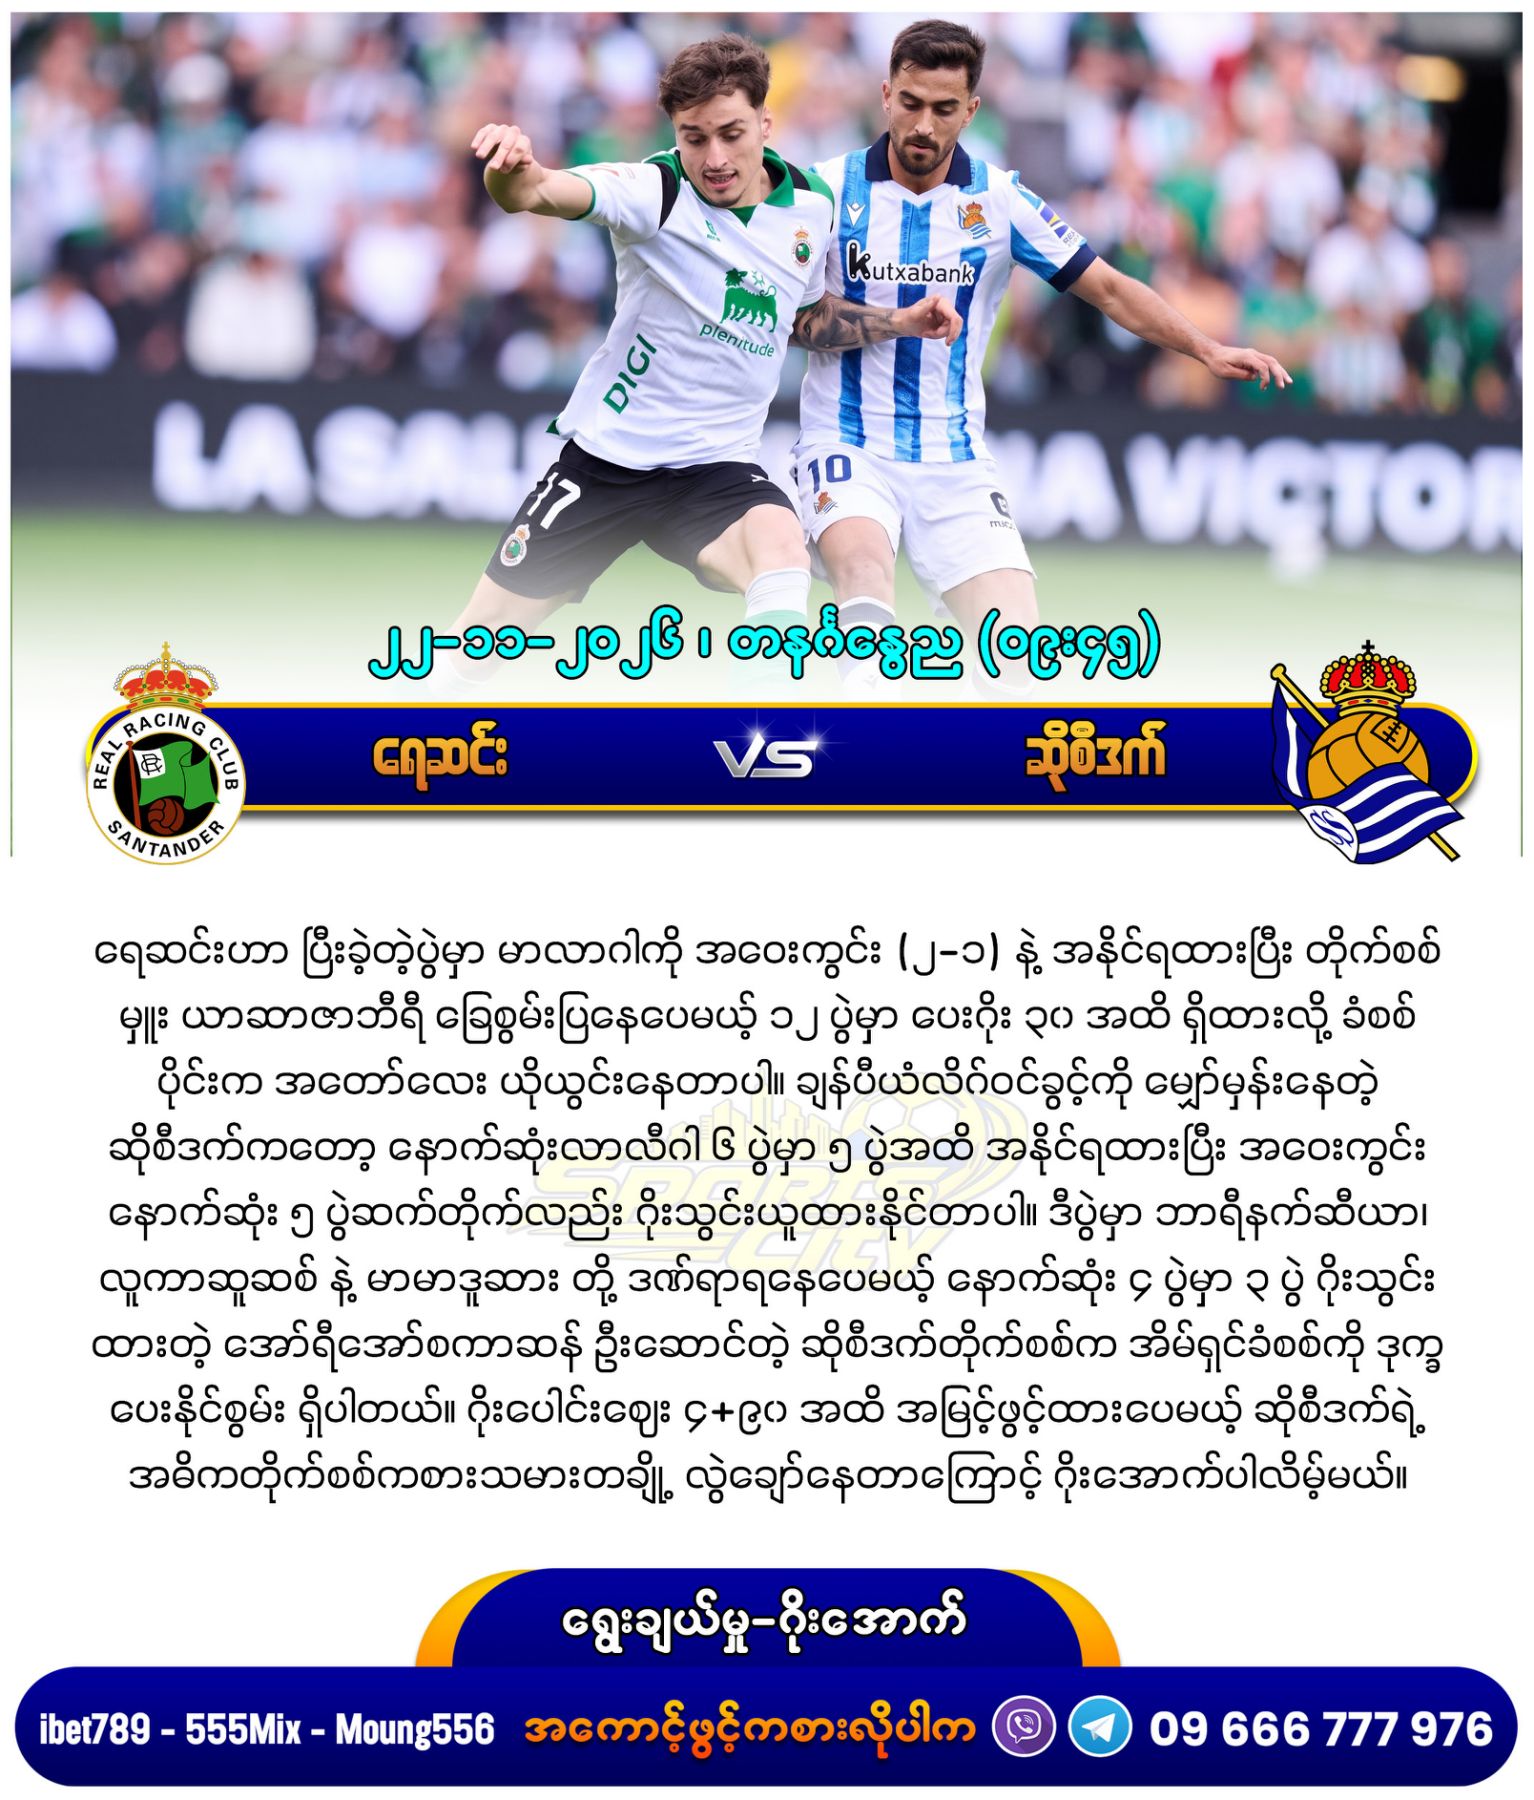 LA SAL
NA VICTOR
Kutxabank
plenitude
DIGI
17
10
၂၂-၁၁-၂၀၂၆ ၊ တနင်္ဂနွေည (၀၉း၄၅)
REAL RACING CLUB
SANTANDER
ရေဆင်း VS ဆိုစီဒက်
ရေဆင်းဟာ ပြီးခဲ့တဲ့ပွဲမှာ မာလာဂါကို အဝေးကွင်း (၂-၁) နဲ့ အနိုင်ရထားပြီး တိုက်စစ်
မှူး ယာဆာဇာဘီရီ ခြေစွမ်းပြနေပေမယ့် ၁၂ ပွဲမှာ ပေးဂိုး ၃၀ အထိ ရှိထားလို့ ခံစစ်
ပိုင်းက အတော်လေး ယိုယွင်းနေတာပါ။ ချန်ပီယံလိဂ်ဝင်ခွင့်ကို မျှော်မှန်းနေတဲ့
ဆိုစီဒက်ကတော့ နောက်ဆုံးလာလီဂါ ၆ ပွဲမှာ ၅ ပွဲအထိ အနိုင်ရထားပြီး အဝေးကွင်း
နောက်ဆုံး ၅ ပွဲဆက်တိုက်လည်း ဂိုးသွင်းယူထားနိုင်တာပါ။ ဒီပွဲမှာ ဘာရီနက်ဆီယာ၊
လူကာဆူဆစ် နဲ့ မာမာဒူဆား တို့ ဒဏ်ရာရနေပေမယ့် နောက်ဆုံး ၄ ပွဲမှာ ၃ ပွဲ ဂိုးသွင်း
ထားတဲ့ အော်ရီအော်စကာဆန် ဦးဆောင်တဲ့ ဆိုစီဒက်တိုက်စစ်က အိမ်ရှင်ခံစစ်ကို ဒုက္ခ
ပေးနိုင်စွမ်း ရှိပါတယ်။ ဂိုးပေါင်းဈေး ၄+၉၀ အထိ အမြင့်ဖွင့်ထားပေမယ့် ဆိုစီဒက်ရဲ့
အဓိကတိုက်စစ်ကစားသမားတချို့ လွဲချော်နေတာကြောင့် ဂိုးအောက်ပါလိမ့်မယ်။
SPORTS
CITY
ရွေးချယ်မှု-ဂိုးအောက်
ibet789 - 555Mix - Moung556 အကောင့်ဖွင့်ကစားလိုပါက 09 666 777 976